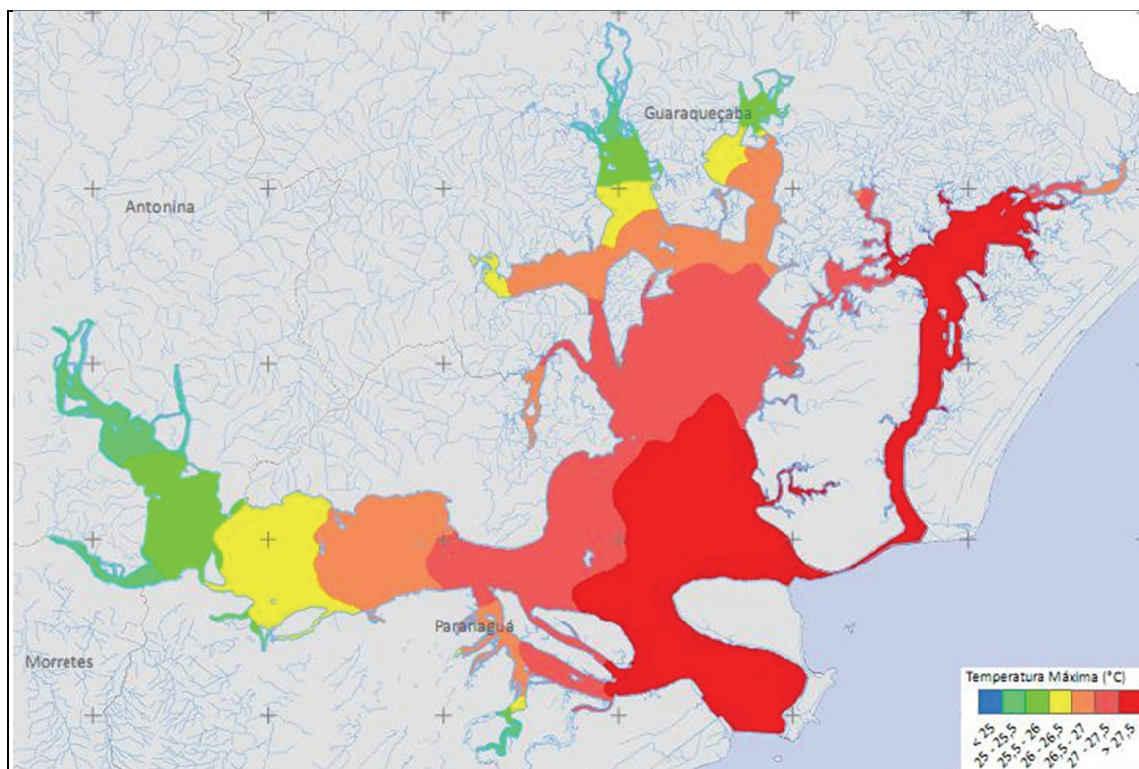 Guaraqueçaba
Antonina
Paranaguá
Morretes
Temperatura Máxima (°C)
< 25
25 - 25,5
25,5 - 26
26 - 26,5
26,5 - 27
27 - 27,5
> 27,5